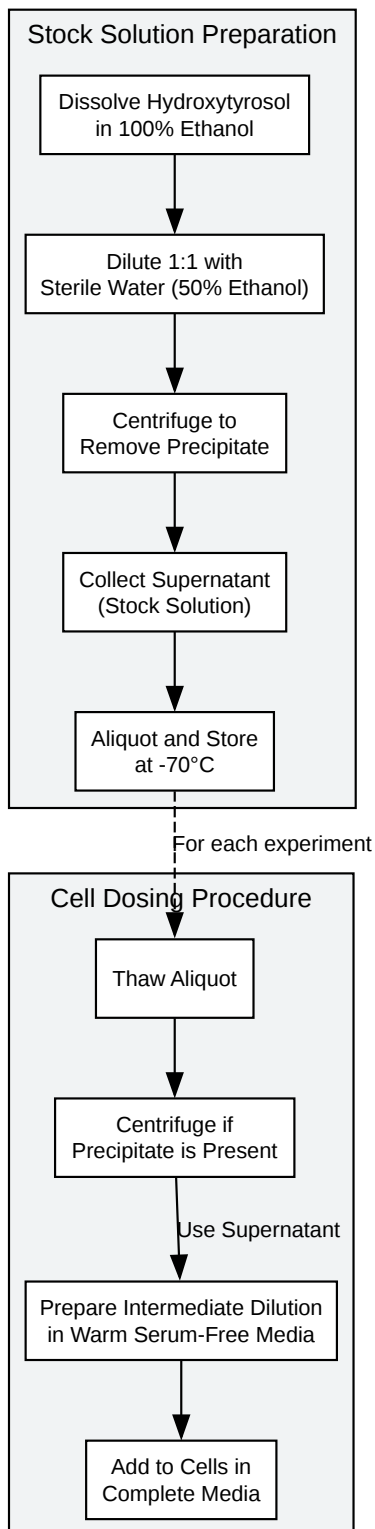 Stock Solution Preparation
Dissolve Hydroxytyrosol
in 100% Ethanol
Dilute 1:1 with
Sterile Water (50% Ethanol)
Centrifuge to
Remove Precipitate
Collect Supernatant
(Stock Solution)
Aliquot and Store
at -70°C
For each experiment
Cell Dosing Procedure
Thaw Aliquot
Centrifuge if
Precipitate is Present
Use Supernatant
Prepare Intermediate Dilution
in Warm Serum-Free Media
Add to Cells in
Complete Media